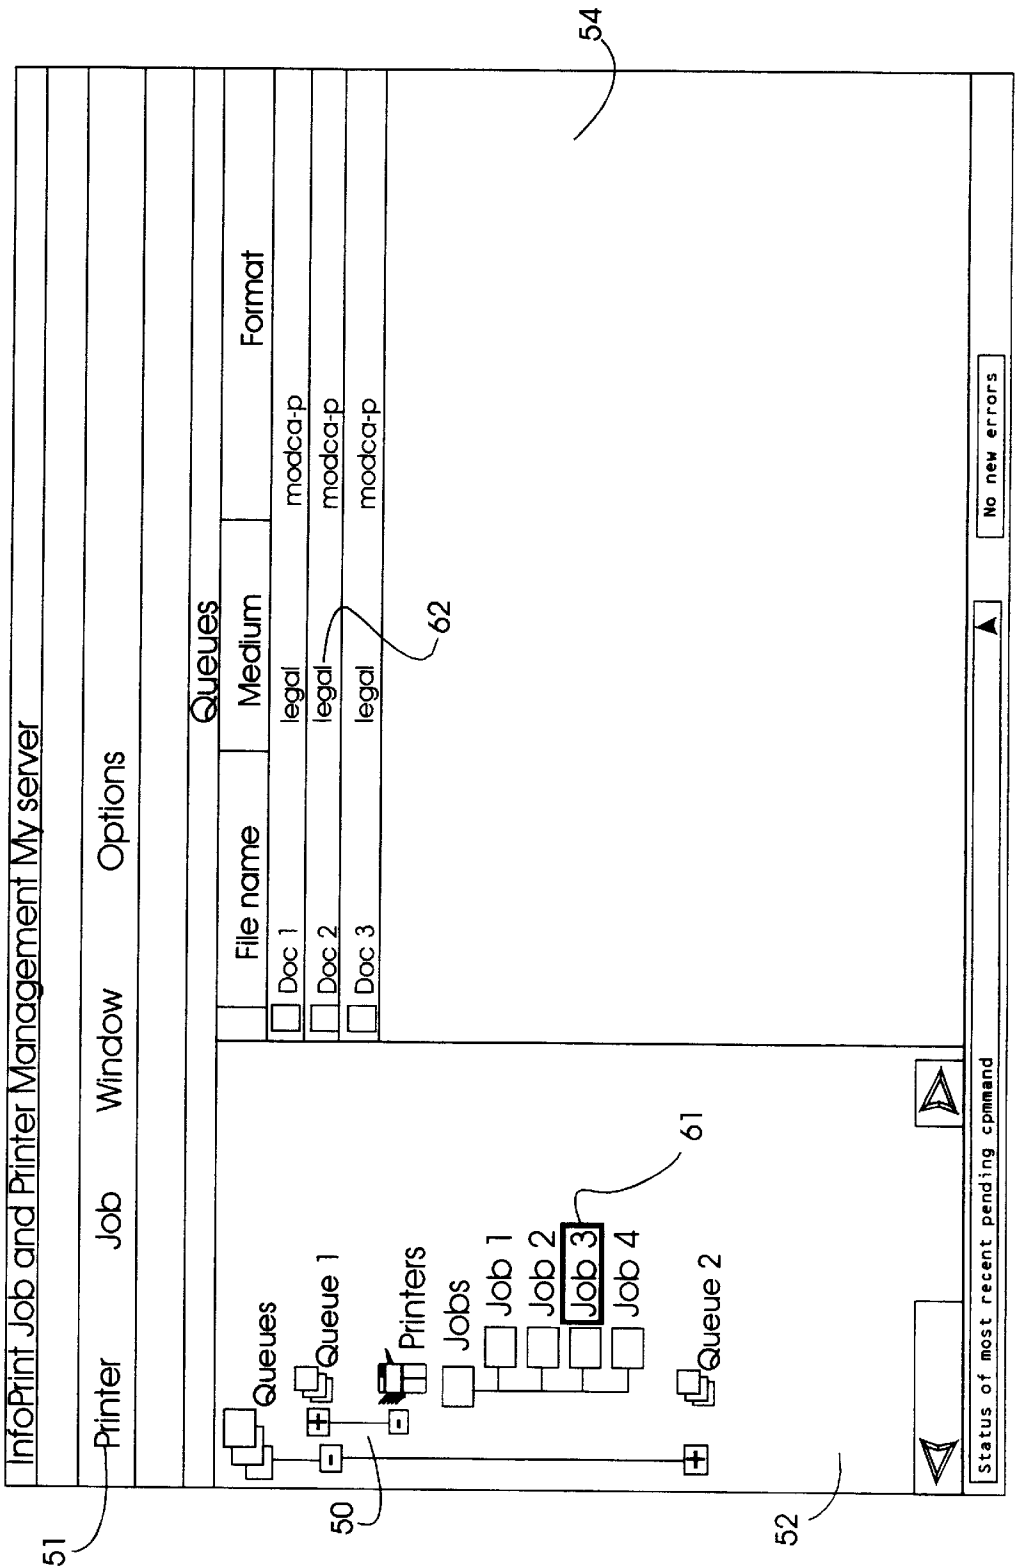 InfoPrint Job and Printer Management My server
51
Printer Job Window Options
Queues
File name Medium Format
Doc 1 legal modca-p
Doc 2 legal modca-p
Doc 3 legal modca-p
62
54
Queues
Queue 1
Printers
Jobs
Job 1
Job 2
Job 3
Job 4
Queue 2
61
50
52
Status of most recent pending cpmmand
No new errors